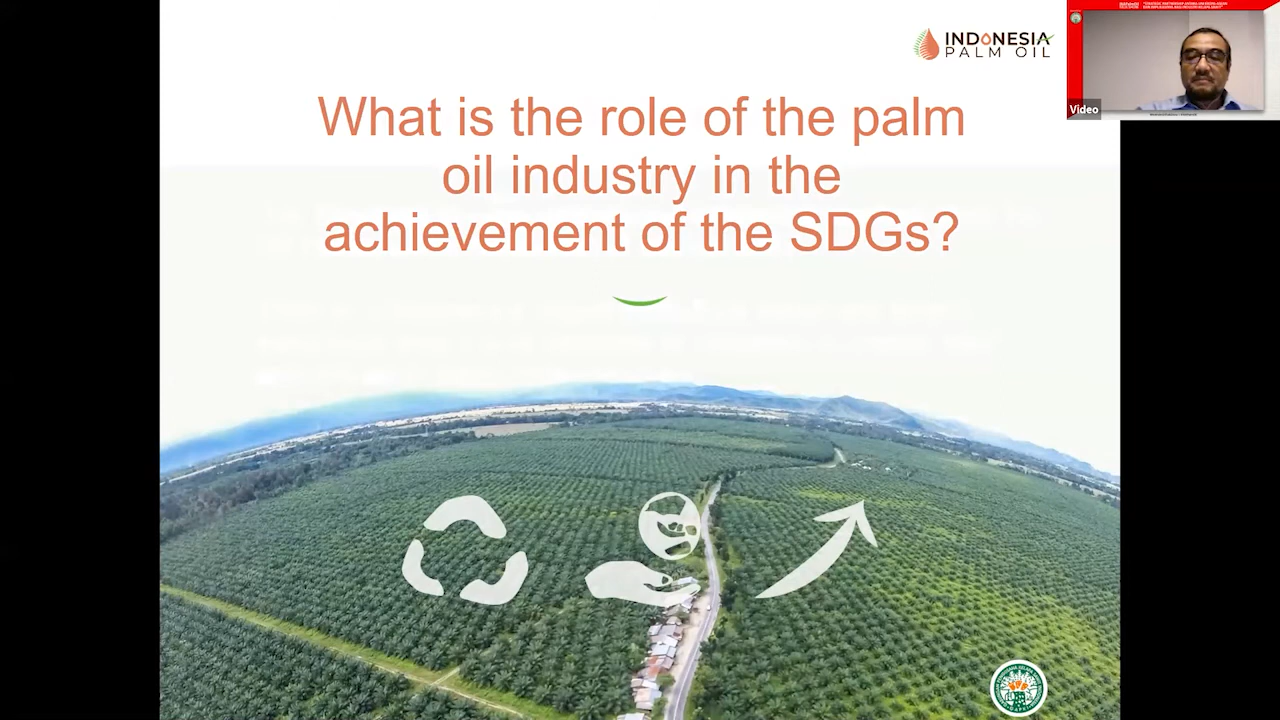 INDONESIA
PALM OIL
What is the role of the palm
oil industry in the
achievement of the SDGs?
Video